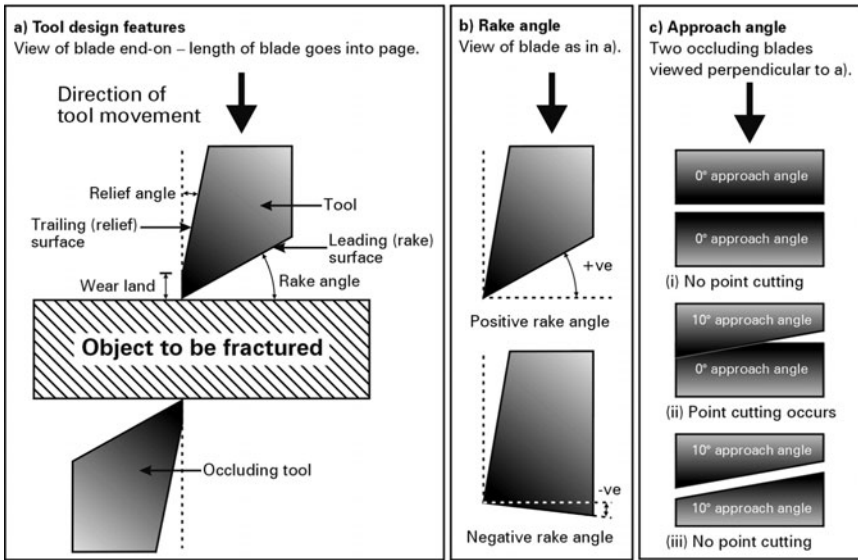 a) Tool design features
View of blade end-on – length of blade goes into page.
Direction of
tool movement
Relief angle
Tool
Trailing (relief)
surface
Leading (rake)
surface
Wear land
Rake angle
Object to be fractured
Occluding tool
b) Rake angle
View of blade as in a).
+ve
Positive rake angle
-ve
Negative rake angle
c) Approach angle
Two occluding blades
viewed perpendicular to a).
0° approach angle
0° approach angle
(i) No point cutting
10° approach angle
0° approach angle
(ii) Point cutting occurs
10° approach angle
10° approach angle
(iii) No point cutting